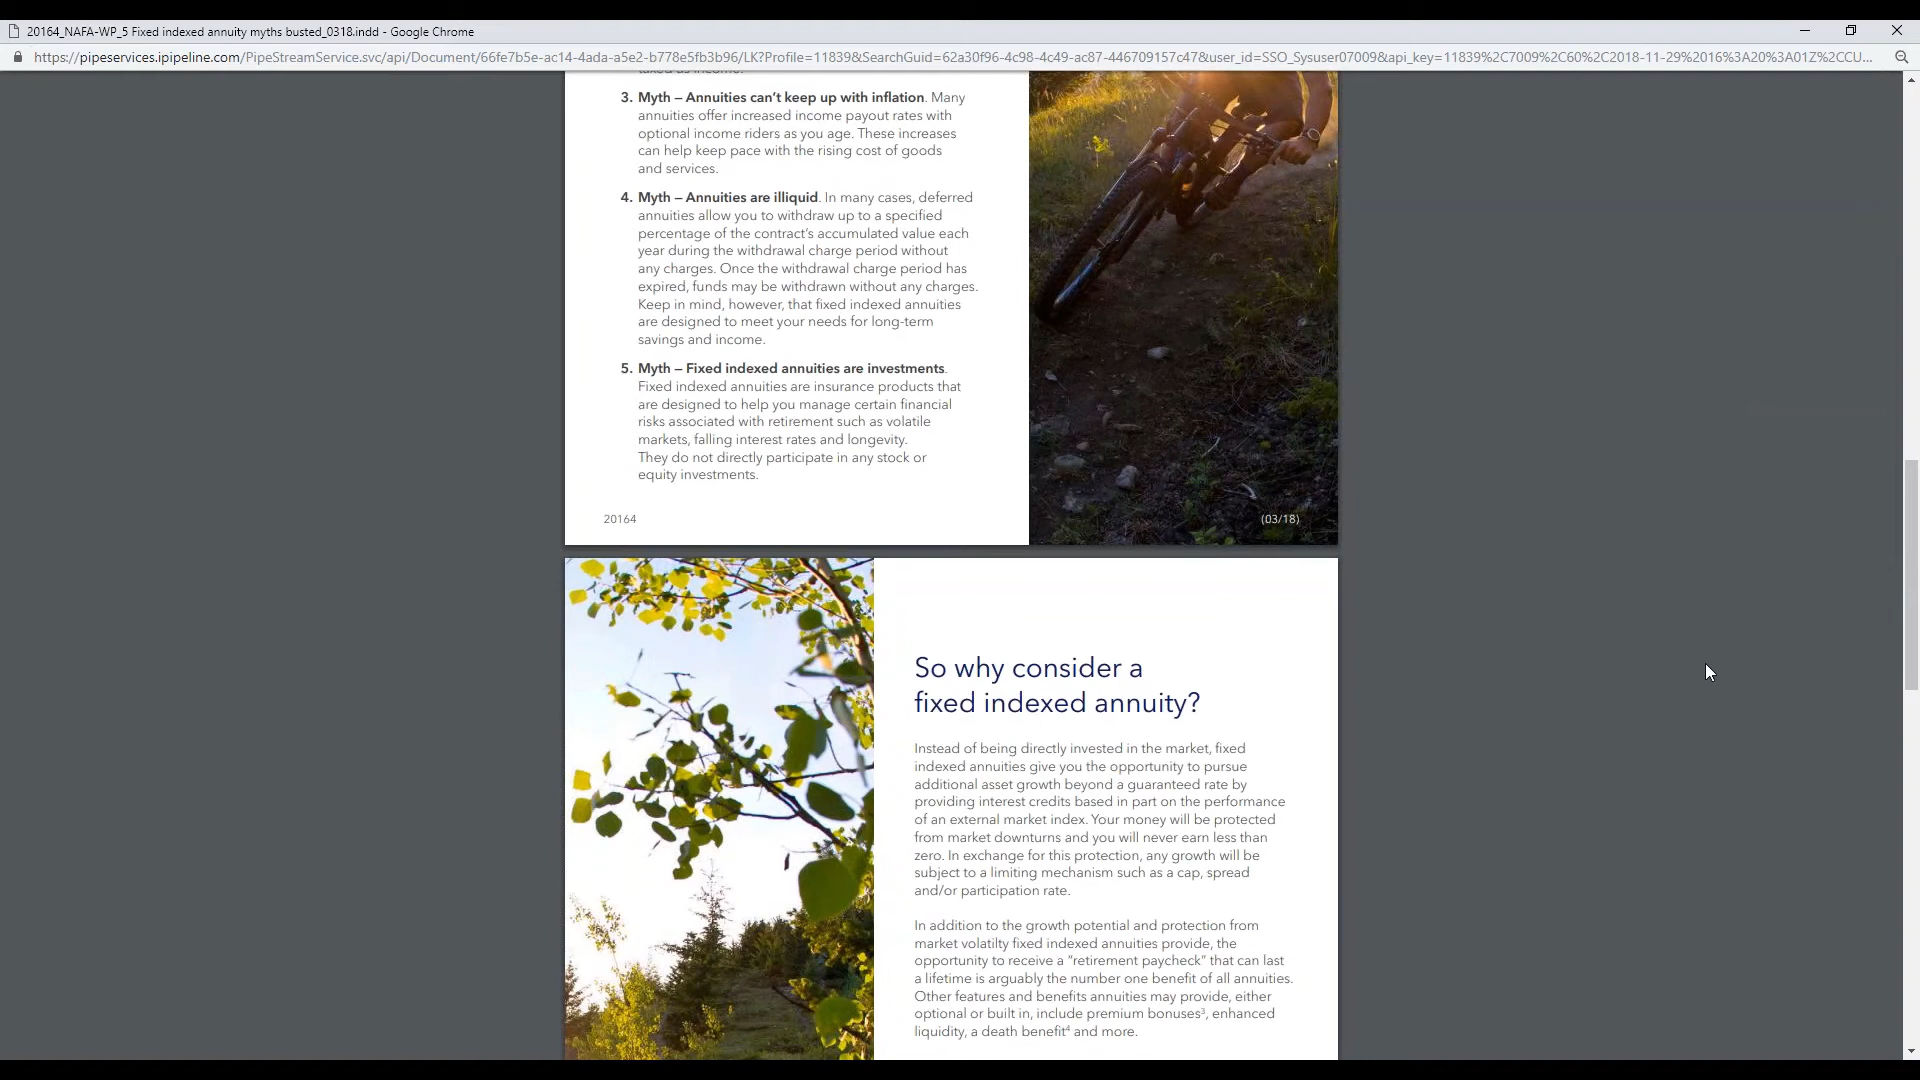 20164_NAFA-WP_5 Fixed indexed annuity myths busted_0318.indd - Google Chrome
https://pipeservices.ipipeline.com/PipeStreamService.svc/api/Document/66fe7b5e-ac14-4ada-a5e2-b778e5fb3b96/LK?Profile=11839&SearchGuid=62a30f96-4c98-4c49-ac87-446709157c47&user_id=SSO_Sysuser07009&api_key=11839%2C7009%2C60%2C2018-11-29%2016%3A20%3A01Z%2CCU...
taxed as income.
3. Myth – Annuities can’t keep up with inflation. Many
annuities offer increased income payout rates with
optional income riders as you age. These increases
can help keep pace with the rising cost of goods
and services.
4. Myth – Annuities are illiquid. In many cases, deferred
annuities allow you to withdraw up to a specified
percentage of the contract’s accumulated value each
year during the withdrawal charge period without
any charges. Once the withdrawal charge period has
expired, funds may be withdrawn without any charges.
Keep in mind, however, that fixed indexed annuities
are designed to meet your needs for long-term
savings and income.
5. Myth – Fixed indexed annuities are investments.
Fixed indexed annuities are insurance products that
are designed to help you manage certain financial
risks associated with retirement such as volatile
markets, falling interest rates and longevity.
They do not directly participate in any stock or
equity investments.
20164
(03/18)
So why consider a
fixed indexed annuity?
Instead of being directly invested in the market, fixed
indexed annuities give you the opportunity to pursue
additional asset growth beyond a guaranteed rate by
providing interest credits based in part on the performance
of an external market index. Your money will be protected
from market downturns and you will never earn less than
zero. In exchange for this protection, any growth will be
subject to a limiting mechanism such as a cap, spread
and/or participation rate.
In addition to the growth potential and protection from
market volatilty fixed indexed annuities provide, the
opportunity to receive a “retirement paycheck” that can last
a lifetime is arguably the number one benefit of all annuities.
Other features and benefits annuities may provide, either
optional or built in, include premium bonuses³, enhanced
liquidity, a death benefit⁴ and more.